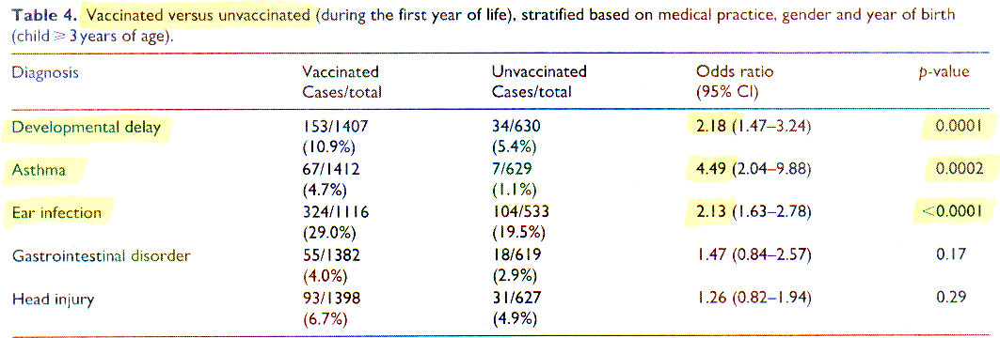 Table 4. Vaccinated versus unvaccinated (during the first year of life), stratified based on medical practice, gender and year of birth
(child ⩾ 3 years of age).
Diagnosis Vaccinated Unvaccinated Odds ratio p-value
Cases/total Cases/total (95% CI)
Developmental delay 153/1407 34/630 2.18 (1.47–3.24) 0.0001
(10.9%) (5.4%)
Asthma 67/1412 7/629 4.49 (2.04–9.88) 0.0002
(4.7%) (1.1%)
Ear infection 324/1116 104/533 2.13 (1.63–2.78) <0.0001
(29.0%) (19.5%)
Gastrointestinal disorder 55/1382 18/619 1.47 (0.84–2.57) 0.17
(4.0%) (2.9%)
Head injury 93/1398 31/627 1.26 (0.82–1.94) 0.29
(6.7%) (4.9%)